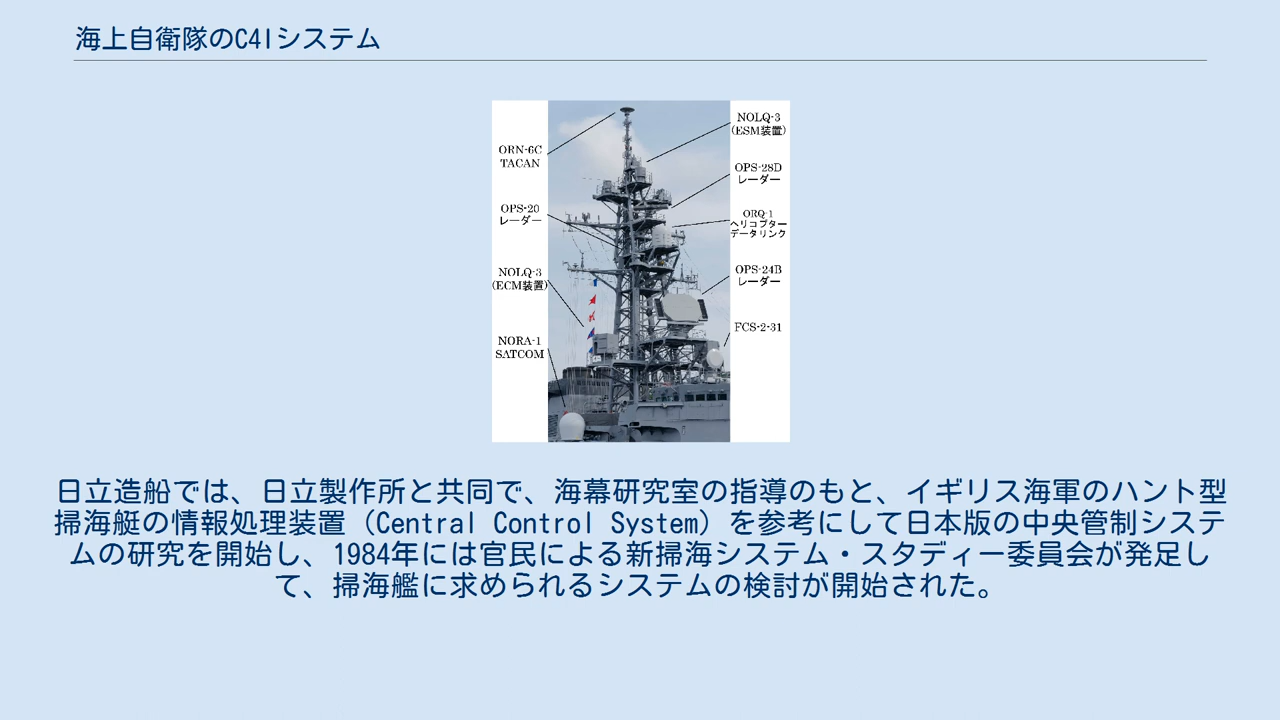 海上自衛隊のC4Iシステム
ORN-6C
TACAN
OPS-20
レーダー
NOLQ-3
(ECM装置)
NORA-1
SATCOM
NOLQ-3
(ESM装置)
OPS-28D
レーダー
ORQ-1
ヘリコプター
データリンク
OPS-24B
レーダー
FCS-2-31
日立造船では、日立製作所と共同で、海幕研究室の指導のもと、イギリス海軍のハント型
掃海艇の情報処理装置（Central Control System）を参考にして日本版の中央管制システ
ムの研究を開始し、1984年には官民による新掃海システム・スタディー委員会が発足し
て、掃海艦に求められるシステムの検討が開始された。